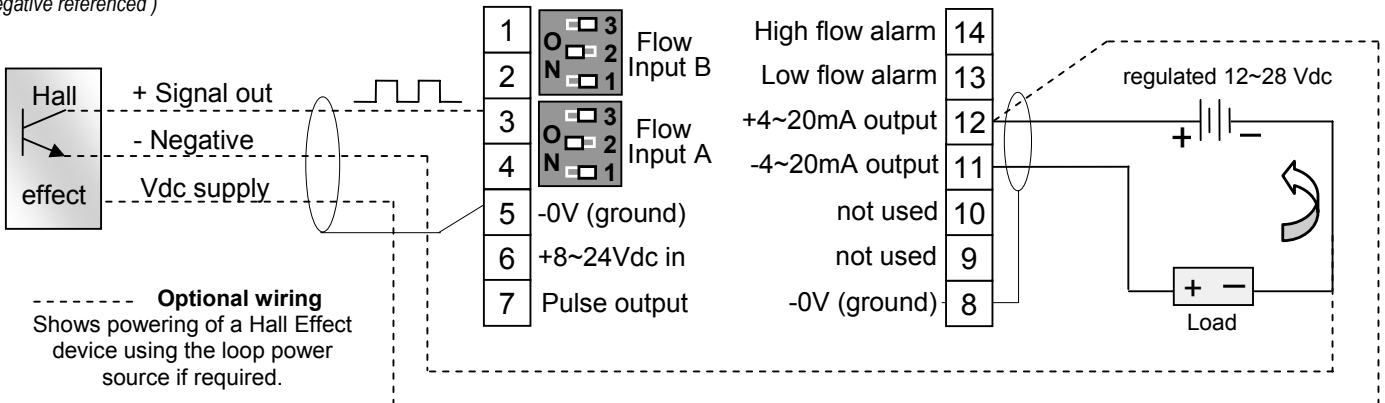 egative referenced )
Hall
effect
+ Signal out
- Negative
Vdc supply
- - - - - - Optional wiring
Shows powering of a Hall Effect
device using the loop power
source if required.
1
2
3
4
5 -0V (ground)
6 +8~24Vdc in
7 Pulse output
O N 3 2 1
Flow
Input B
O N 3 2 1
Flow
Input A
High flow alarm 14
Low flow alarm 13
+4~20mA output 12
-4~20mA output 11
not used 10
not used 9
-0V (ground) 8
regulated 12~28 Vdc
+ −
+ −
Load